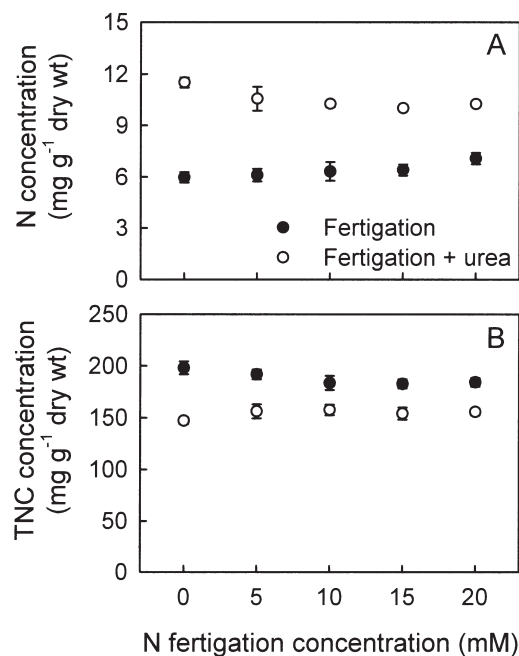 A
N concentration
(mg g⁻¹ dry wt)
15
12
9
6
3
0
Fertigation
Fertigation + urea
B
TNC concentration
(mg g⁻¹ dry wt)
250
200
150
100
50
0
0 5 10 15 20
N fertigation concentration (mM)